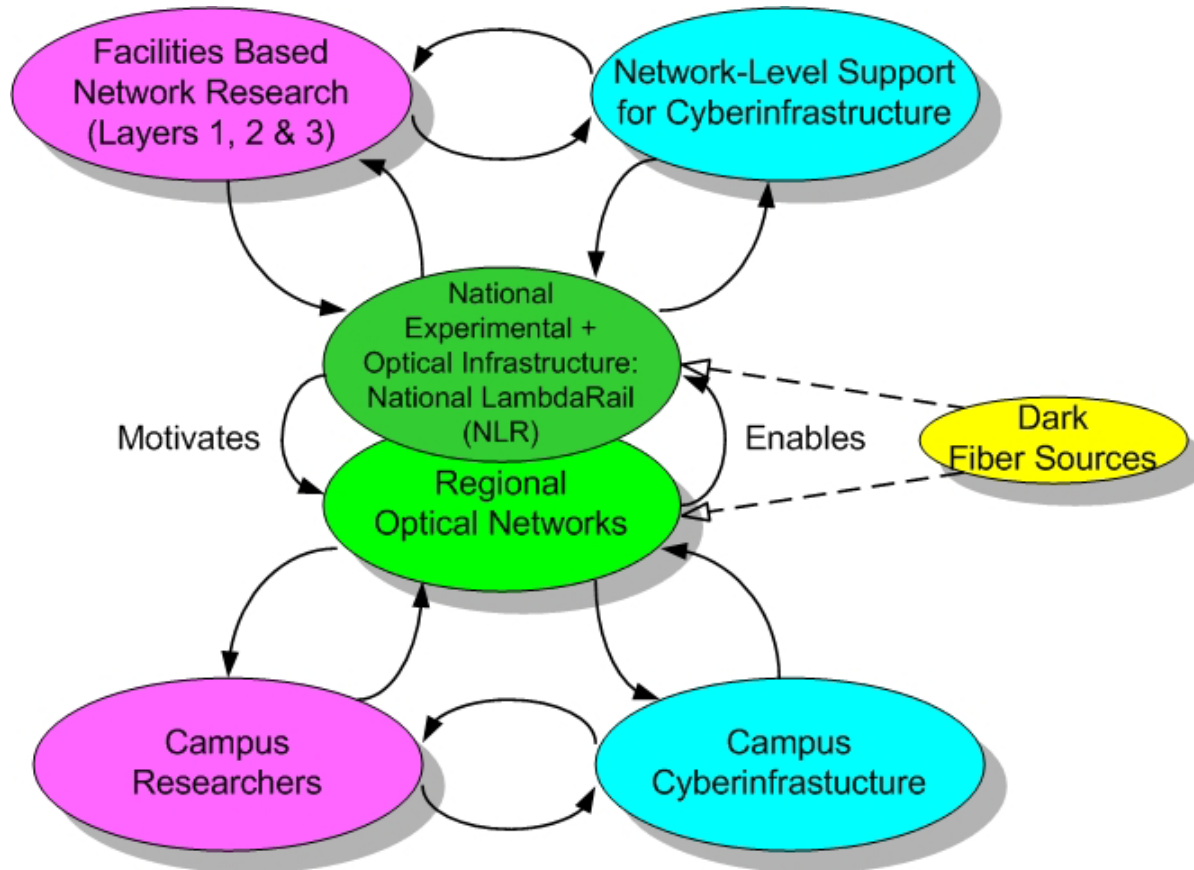 Facilities Based
Network Research
(Layers 1, 2 & 3)
Network-Level Support
for Cyberinfrastructure
National
Experimental +
Optical Infrastructure:
National LambdaRail
(NLR)
Motivates
Enables
Dark
Fiber Sources
Regional
Optical Networks
Campus
Researchers
Campus
Cyberinfrastucture